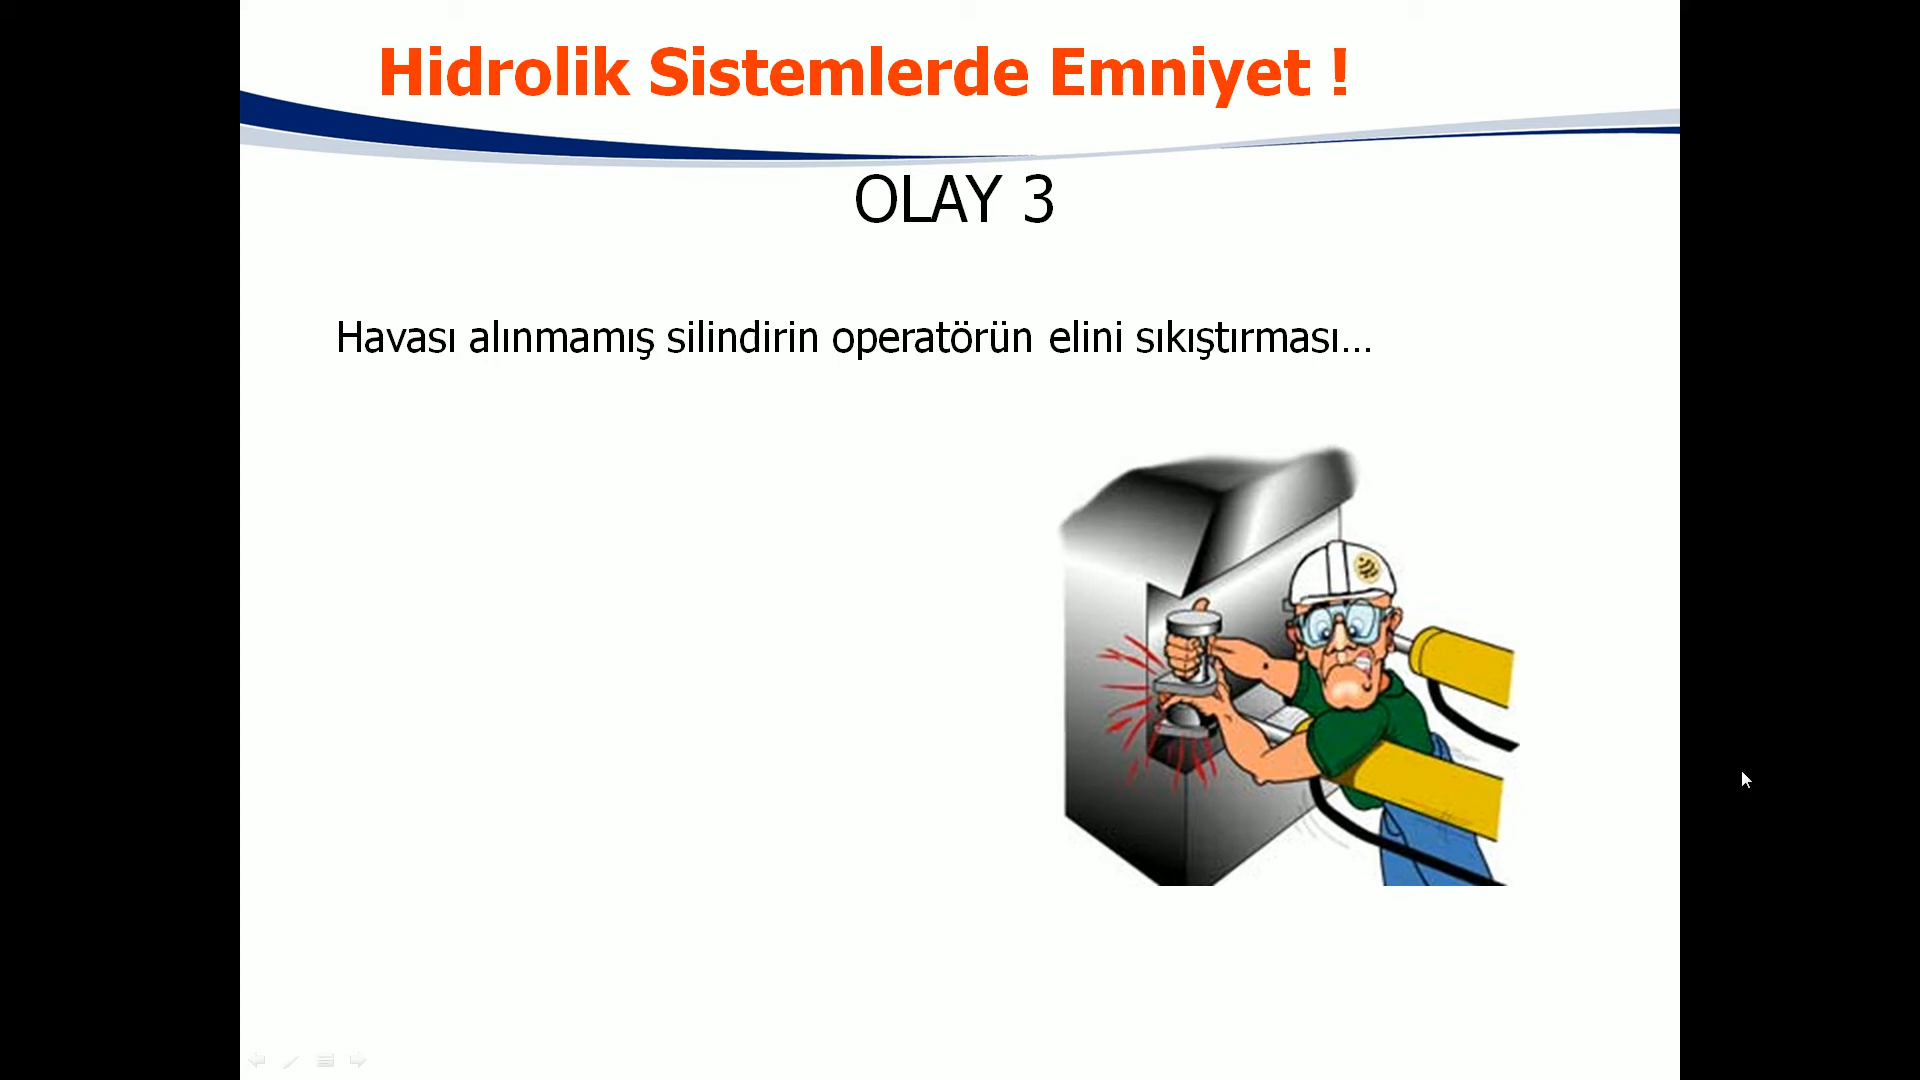 Hidrolik Sistemlerde Emniyet !
OLAY 3
Havası alınmamış silindirin operatörün elini sıkıştırması...